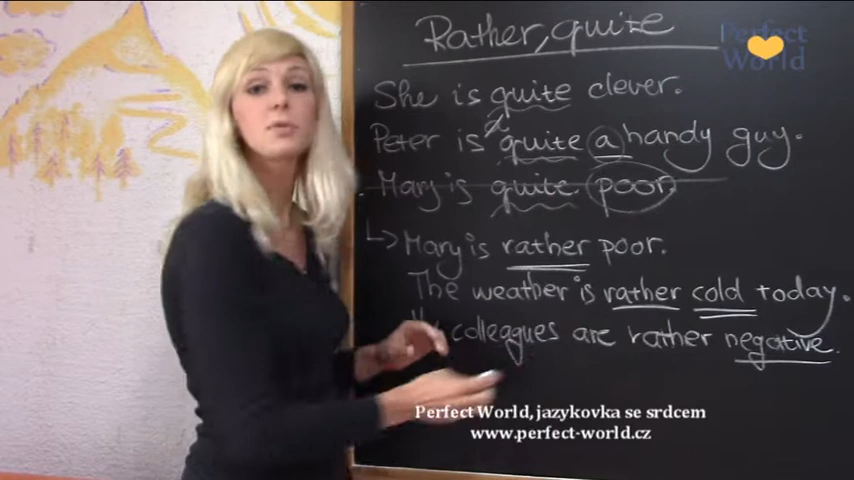 Rather, quite
Perfect World
She is quite clever.
Peter is quite a handy guy.
Mary is quite poor
Mary is rather poor.
The weather is rather cold today.
colleagues are rather negative.
Perfect World, jazykovka se srdcem
www.perfect-world.cz